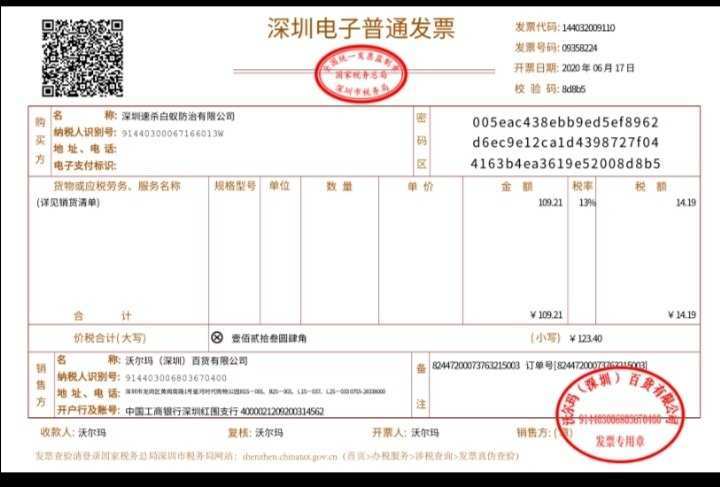 深圳电子普通发票
发票代码: 144032009110
发票号码: 09358224
开票日期: 2020 年 06 月 17 日
校 验 码: 8d8b5
全国统一发票监制章
国家税务总局
深圳市税务局
购买方
名 称: 深圳速杀白蚁防治有限公司
纳税人识别号: 91440300067166013W
地 址、电 话:
电子支付标识:
密码区
005eac438ebb9ed5ef8962
d6ec9e12ca1d4398727f04
4163b4ea3619e52008d8b5
货物或应税劳务、服务名称 规格型号 单位 数 量 单 价 金 额 税率 税 额
(详见销货清单) 109.21 13% 14.19
合 计 ￥109.21 ￥14.19
价税合计(大写) ⊗ 壹佰贰拾叁圆肆角 (小写) ￥123.40
销售方
名 称: 沃尔玛（深圳）百货有限公司
纳税人识别号: 914403006803670400
地 址、电 话:
开户行及账号: 中国工商银行深圳红围支行 4000021209200314562
备注
82447200073763215003 订单号[82447200073763215003]
收款人: 沃尔玛 复核: 沃尔玛 开票人: 沃尔玛 销售方: (章)
沃尔玛（深圳）百货有限公司
914403006803670400
发票专用章
发票查验请登录国家税务总局深圳市税务局网站: shenzhen.chinatax.gov.cn (首页>办税服务>涉税查询>发票真伪查验)